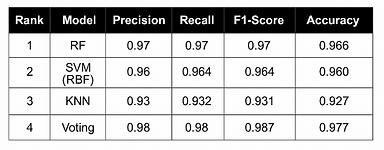 Rank Model Precision Recall F1-Score Accuracy
1 RF 0.97 0.97 0.97 0.966
2 SVM (RBF) 0.96 0.964 0.964 0.960
3 KNN 0.93 0.932 0.931 0.927
4 Voting 0.98 0.98 0.987 0.977